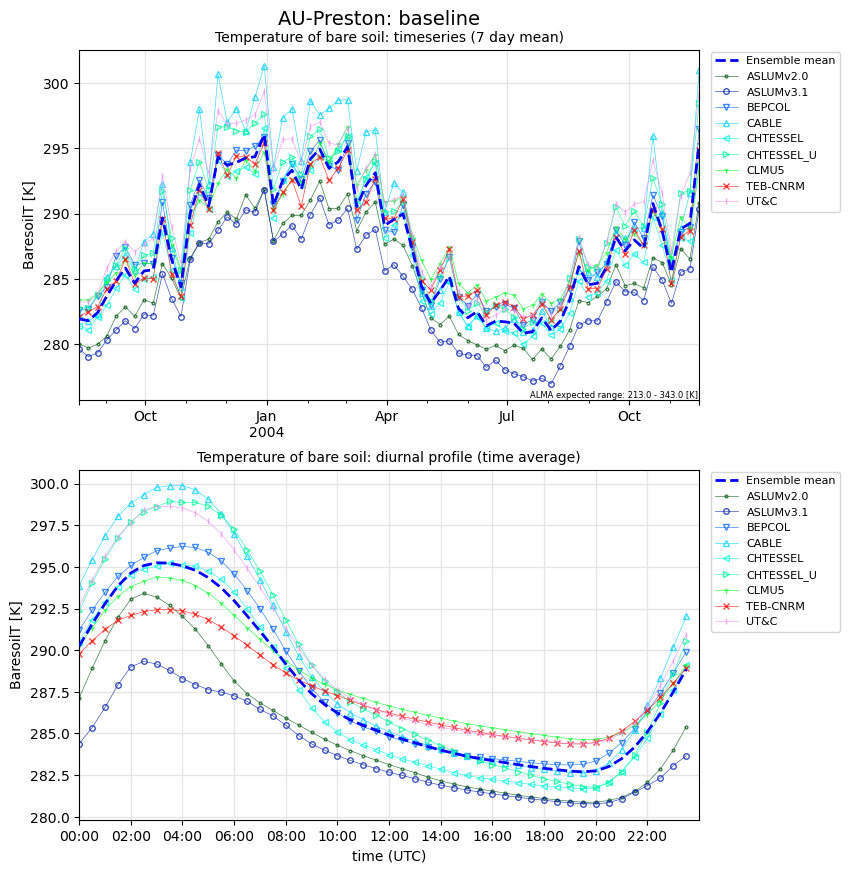 AU-Preston: baseline
Temperature of bare soil: timeseries (7 day mean)
BaresoilT [K]
300
295
290
285
280
Oct
Jan
2004
Apr
Jul
Oct
ALMA expected range: 213.0 - 343.0 [K]
Ensemble mean
ASLUMv2.0
ASLUMv3.1
BEPCOL
CABLE
CHTESSEL
CHTESSEL_U
CLMU5
TEB-CNRM
UT&C
Temperature of bare soil: diurnal profile (time average)
BaresoilT [K]
300.0
297.5
295.0
292.5
290.0
287.5
285.0
282.5
280.0
00:00
02:00
04:00
06:00
08:00
10:00
12:00
14:00
16:00
18:00
20:00
22:00
time (UTC)
Ensemble mean
ASLUMv2.0
ASLUMv3.1
BEPCOL
CABLE
CHTESSEL
CHTESSEL_U
CLMU5
TEB-CNRM
UT&C